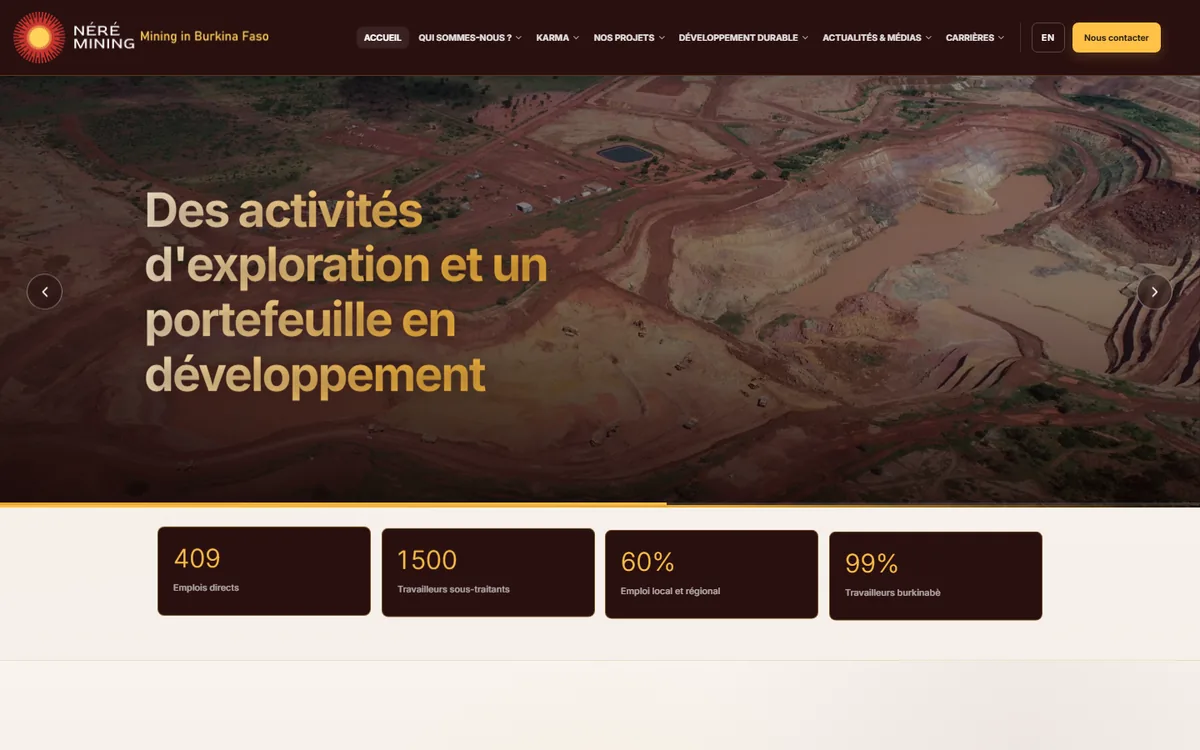 NÉRÉ
MINING
Mining in Burkina Faso
ACCUEIL
QUI SOMMES-NOUS ?
KARMA
NOS PROJETS
DÉVELOPPEMENT DURABLE
ACTUALITÉS & MÉDIAS
CARRIÈRES
EN
Nous contacter
Des activités
d'exploration et un
portefeuille en
développement
409
Emplois directs
1500
Travailleurs sous-traitants
60%
Emploi local et régional
99%
Travailleurs burkinabè